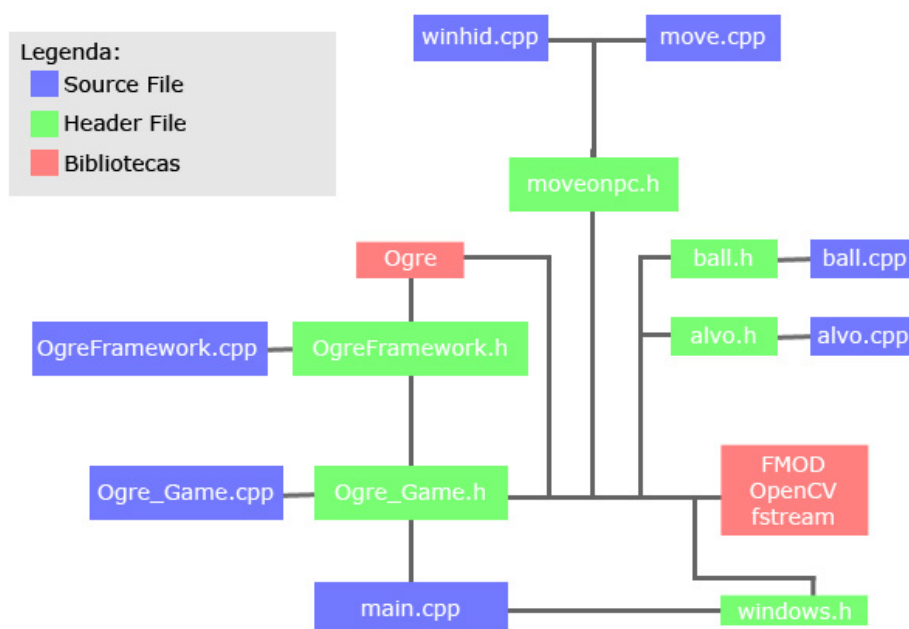 winhid.cpp
move.cpp
Legenda:
Source File
Header File
Bibliotecas
moveonpc.h
Ogre
ball.h
ball.cpp
OgreFramework.cpp
OgreFramework.h
alvo.h
alvo.cpp
Ogre_Game.cpp
Ogre_Game.h
FMOD
OpenCV
fstream
main.cpp
windows.h